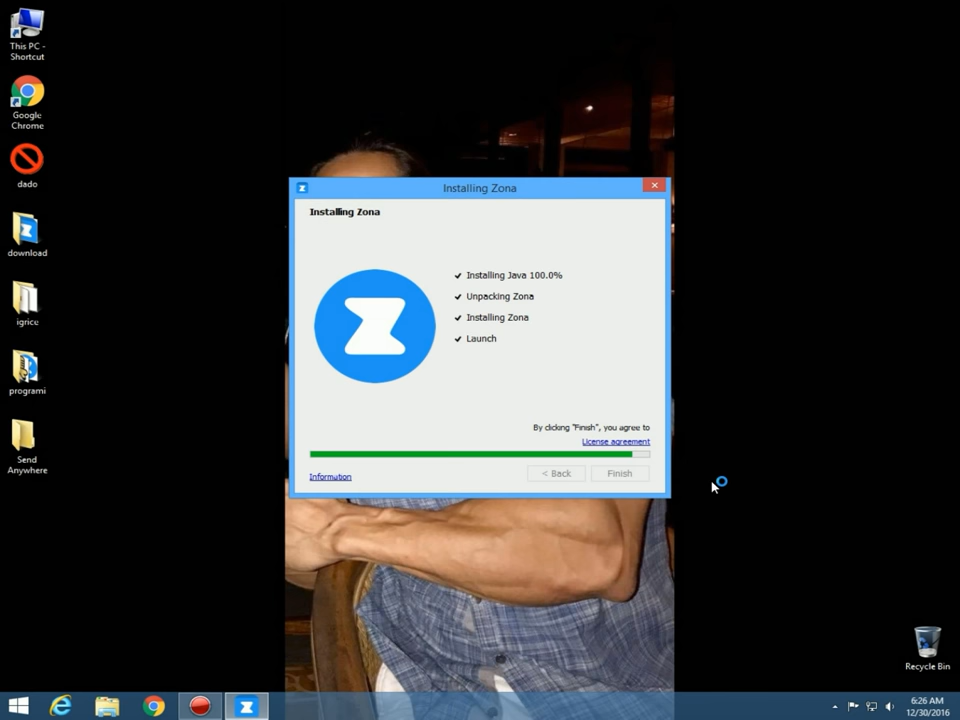 This PC -
Shortcut
Google
Chrome
dado
download
igrice
programi
Send
Anywhere
Installing Zona
Installing Zona
Installing Java 100.0%
Unpacking Zona
Installing Zona
Launch
By clicking "Finish", you agree to
License agreement
Information
< Back
Finish
Recycle Bin
6:26 AM
12/30/2016